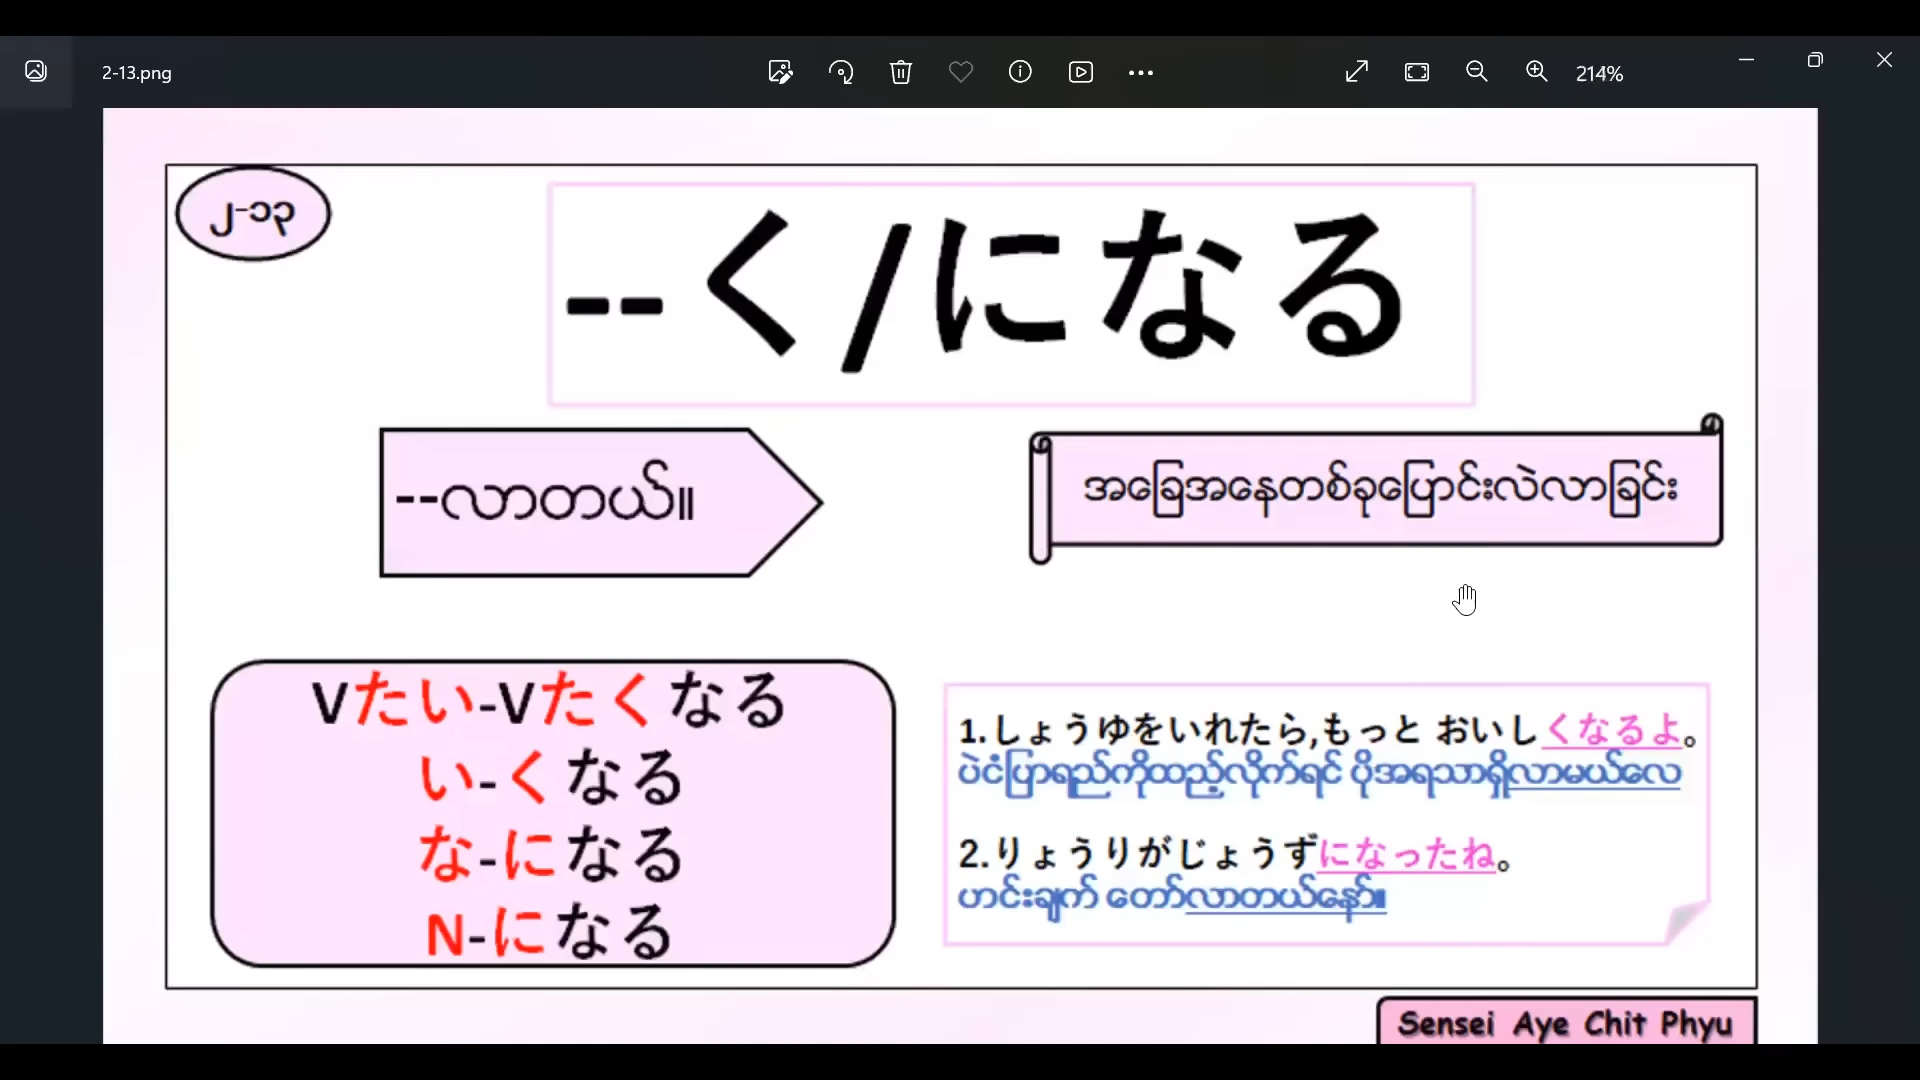 2-13.png
214%
၂-၁၃
--く/になる
--လာတယ်။
အခြေအနေတစ်ခုပြောင်းလဲလာခြင်း
Vたい-Vたくなる
い-くなる
な-になる
N-になる
1.しょうゆをいれたら,もっと おいしくなるよ。
ပဲငံပြာရည်ကိုထည့်လိုက်ရင် ပိုအရသာရှိလာမယ်လေ
2.りょうりがじょうずになったね。
ဟင်းချက် တော်လာတယ်နော်။
Sensei Aye Chit Phyu